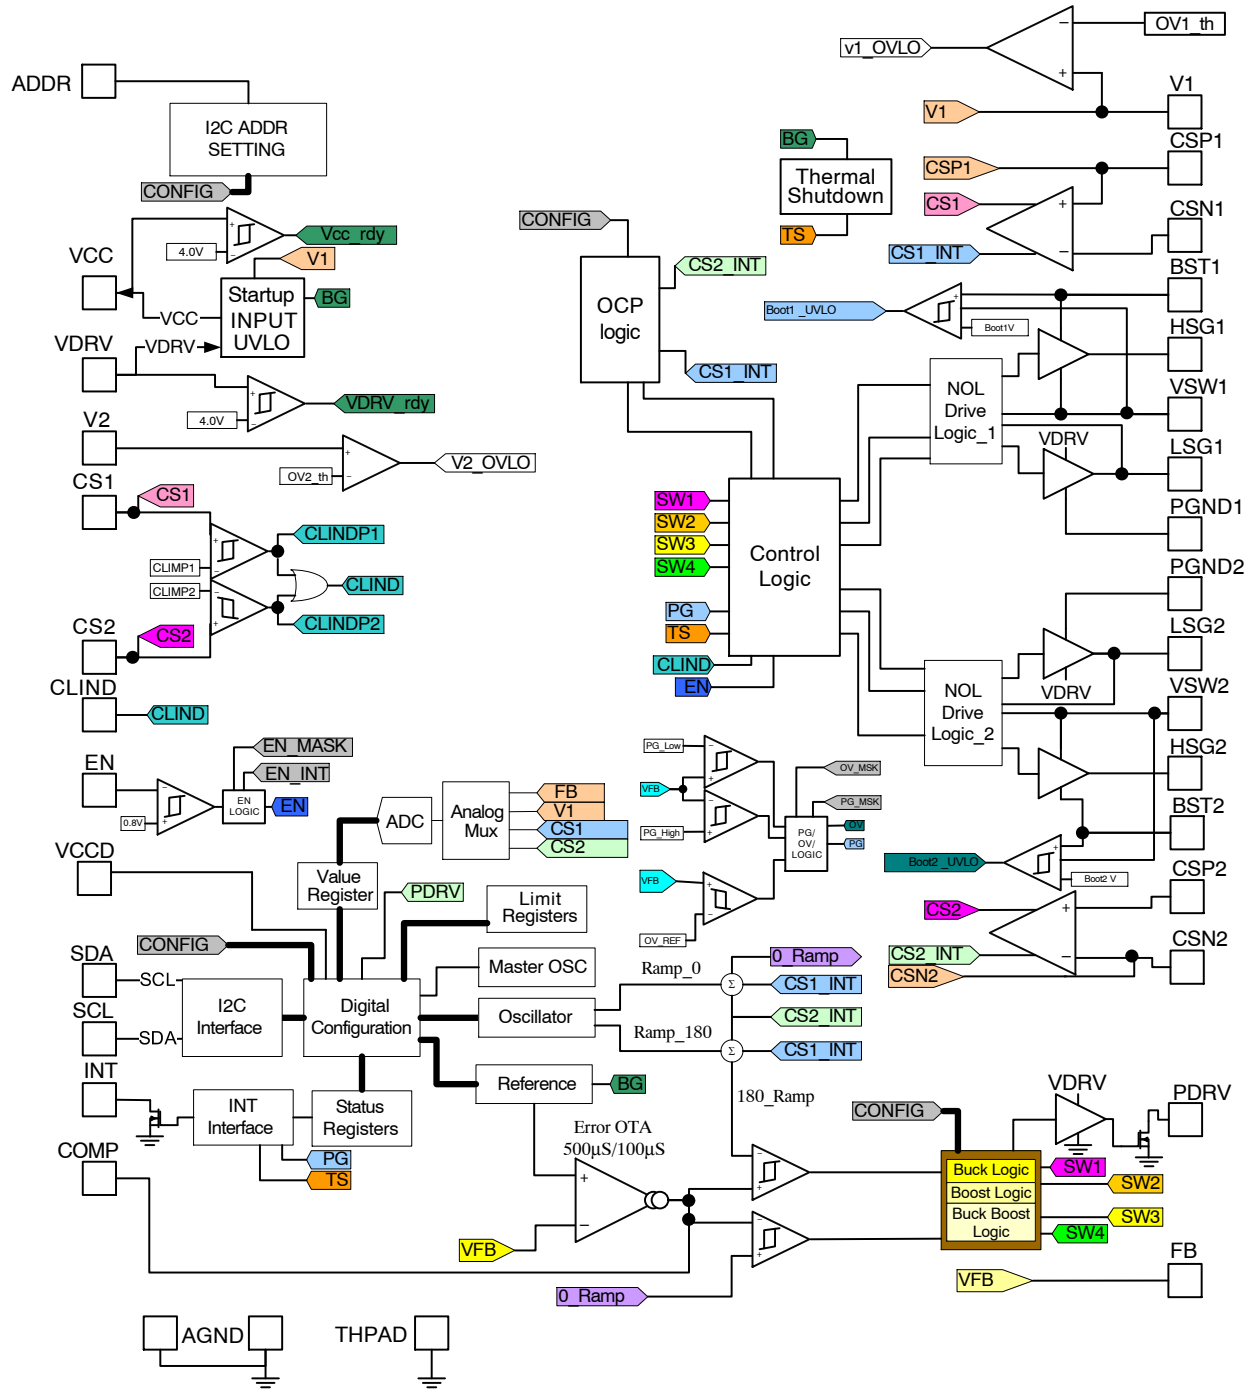 OV1_th
v1_OVLO
V1
ADDR
V1
I2C ADDR
SETTING
BG
CSP1
Thermal
Shutdown
CSP1
CONFIG
CS1
CSN1
CONFIG
Vcc_rdy
TS
CS1_INT
4.0V
VCC
V1
CS2_INT
BST1
Startup
INPUT
UVLO
BG
OCP
logic
Boot1 _UVLO
Boot1V
VCC
HSG1
VDRV
VDRV
CS1_INT
NOL
Drive
Logic_1
VSW1
VDRV_rdy
4.0V
V2
VDRV
V2_OVLO
OV2_th
LSG1
CS1
CS1
SW1
SW2
SW3
SW4
PGND1
CLINDP1
Control
Logic
CLIMP1
CLIMP2
CLIND
PGND2
CLINDP2
PG
TS
CS2
CS2
LSG2
CLIND
EN
CLIND
CLIND
NOL
Drive
Logic_2
VDRV
VSW2
EN_MASK
EN_INT
PG_Low
OV_MSK
HSG2
EN
EN
LOGIC
EN
0.8V
VFB
PG_MSK
FB
V1
CS1
CS2
ADC
Analog
Mux
PG_High
PG/
OV/
LOGIC
OV
PG
BST2
VCCD
Value
Register
PDRV
VFB
Boot2_UVLO
Boot2 V
CSP2
Limit
Registers
CS2
CONFIG
OV_REF
CSN2
SDA
Master OSC
Ramp_0
0_Ramp
CS2_INT
CSN2
SCL
Σ
CS1_INT
SCL
I2C
Interface
Digital
Configuration
Oscillator
CS2_INT
SDA
Ramp_180
Σ
CS1_INT
INT
Reference
BG
180_Ramp
VDRV
PDRV
INT
Interface
Status
Registers
CONFIG
COMP
Error OTA
500µS/100µS
PG
TS
Buck Logic
Boost Logic
Buck Boost
Logic
SW1
SW2
SW3
SW4
VFB
FB
VFB
0_Ramp
AGND
THPAD